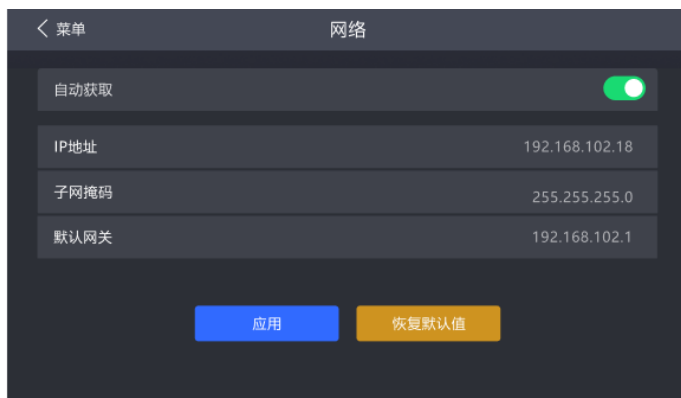 菜单 网络
自动获取
IP地址 192.168.102.18
子网掩码 255.255.255.0
默认网关 192.168.102.1
应用 恢复默认值